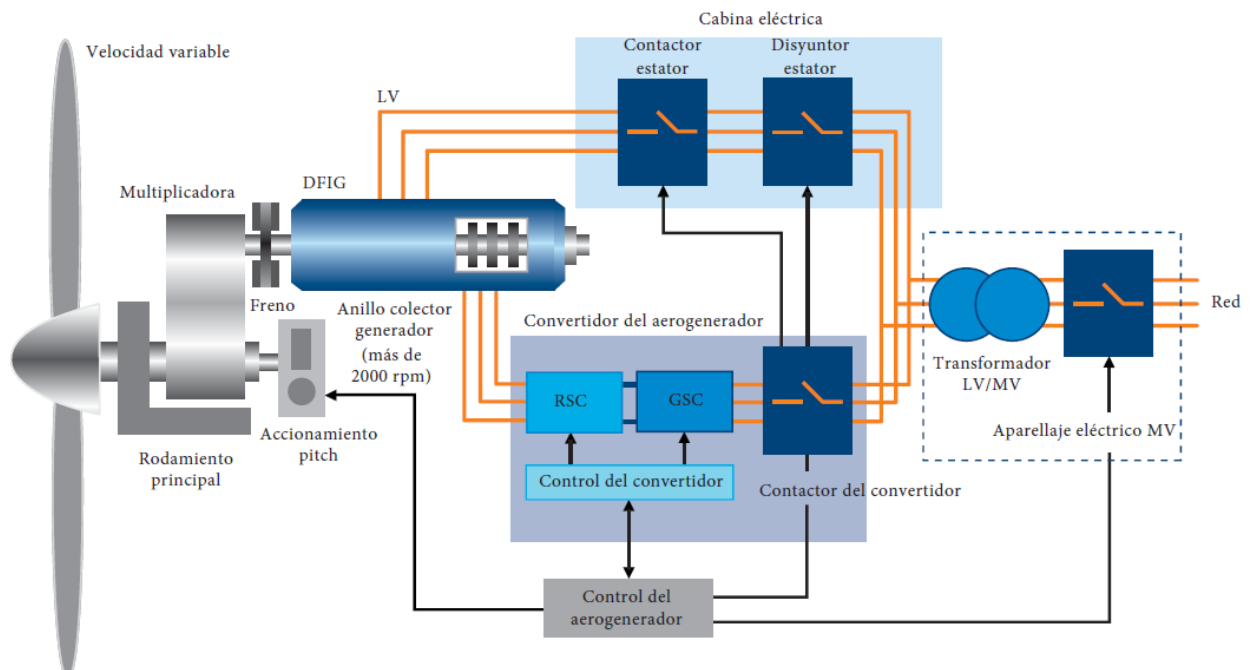 Cabina eléctrica
Velocidad variable
Contactor
estator
Disyuntor
estator
LV
DFIG
Multiplicadora
Freno
Anillo colector
generador
(más de
2000 rpm)
Convertidor del aerogenerador
Red
Transformador
LV/MV
RSC
GSC
Aparellaje eléctrico MV
Accionamiento
pitch
Rodamiento
principal
Control del convertidor
Contactor del convertidor
Control del
aerogenerador